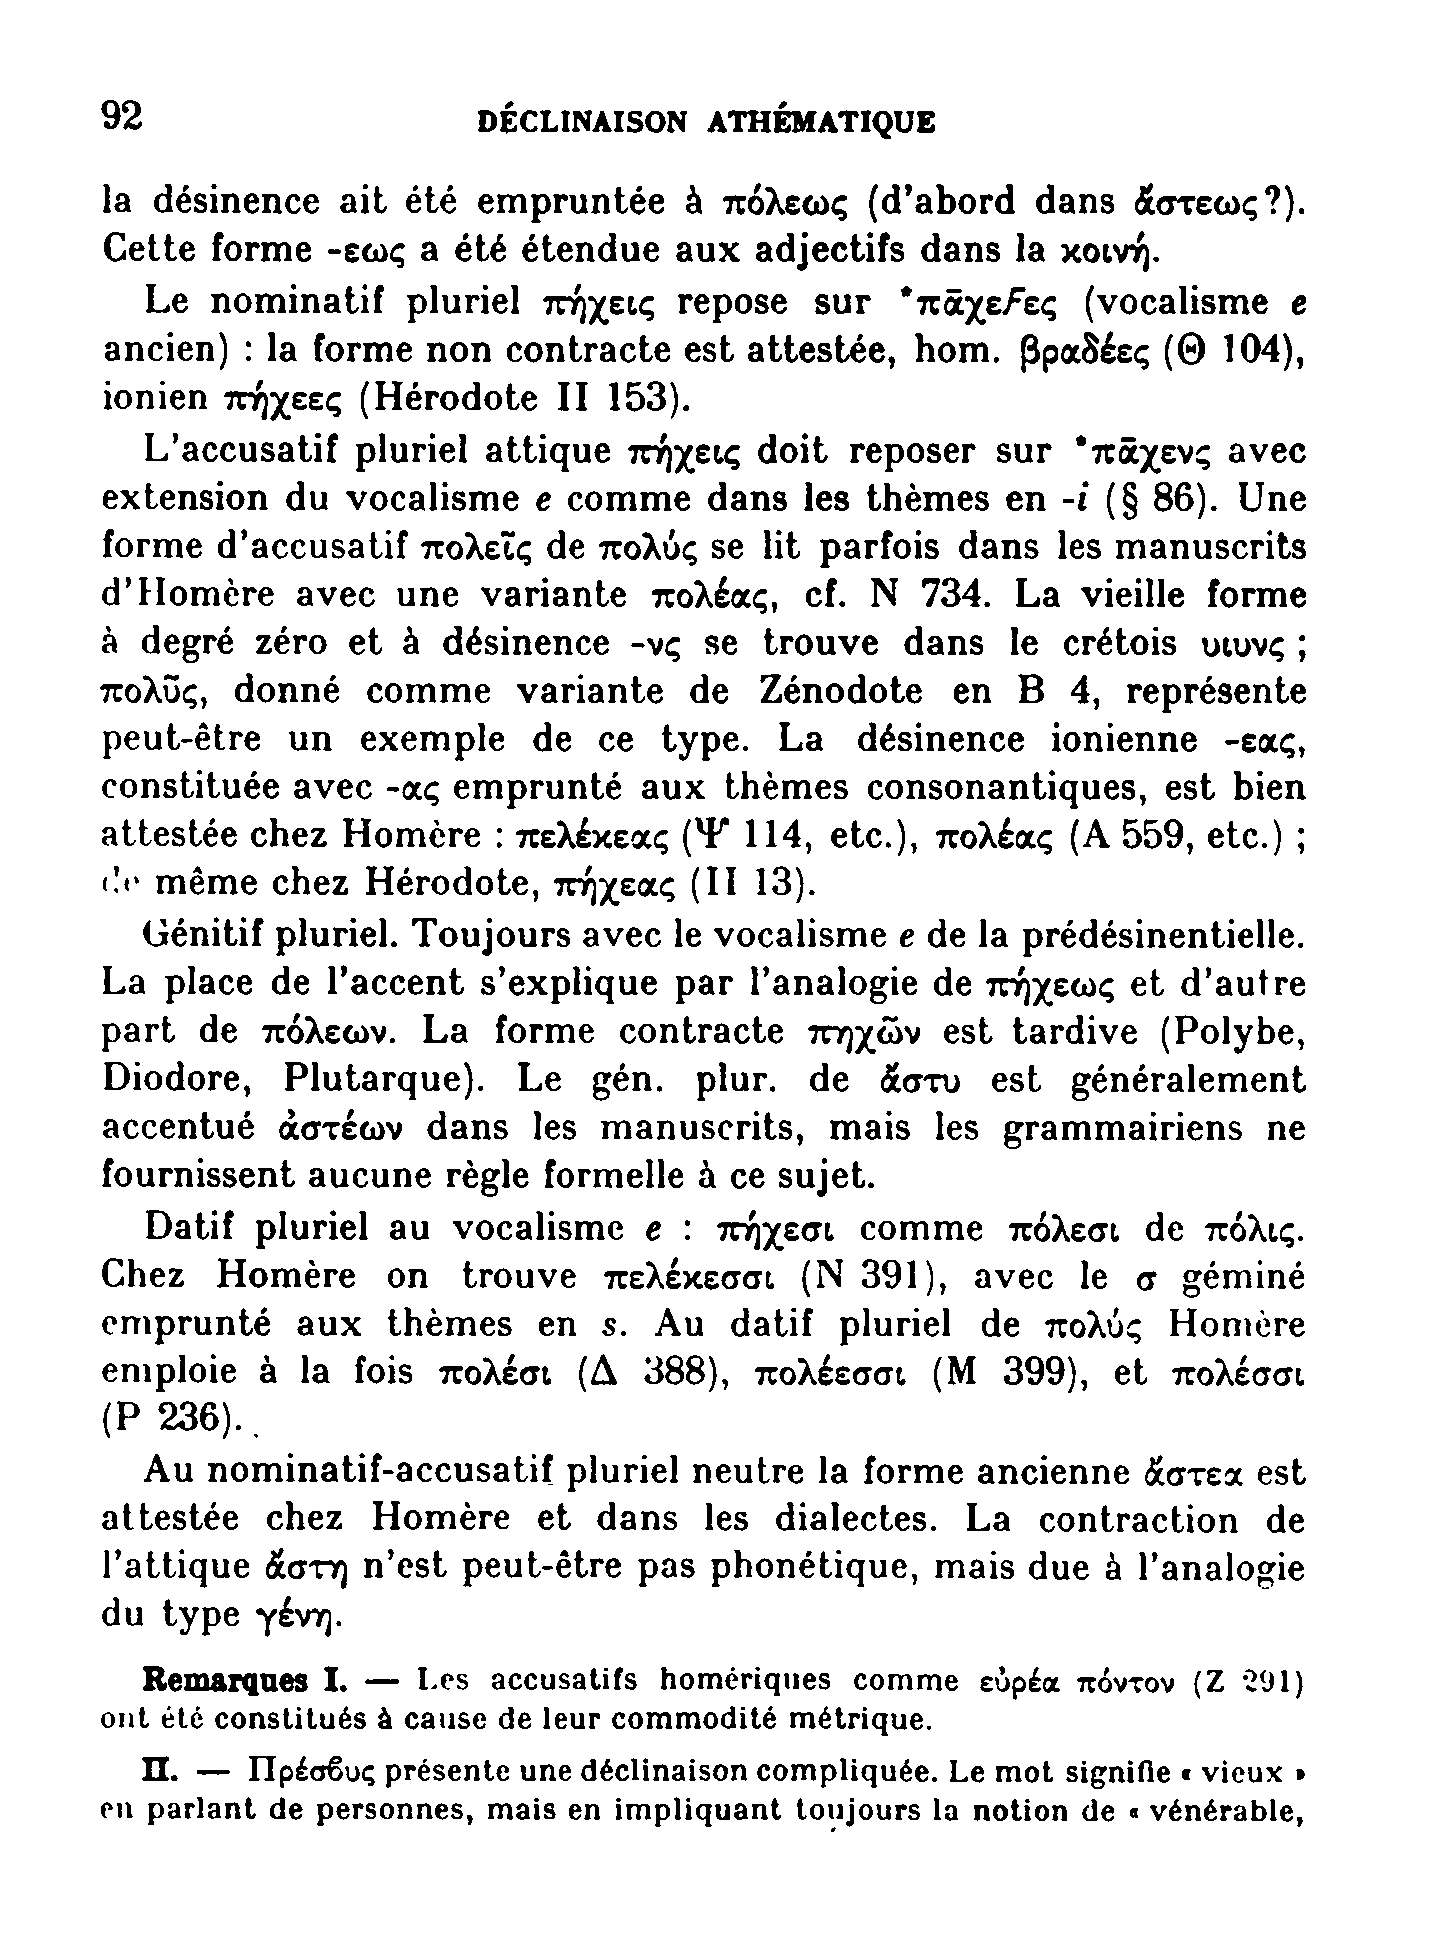 92 DÉCLINAISON ATHÉMATIQUE
la désinence ait été empruntée à πόλεως (d'abord dans ἄστεως?).
Cette forme -εως a été étendue aux adjectifs dans la κοινή.
Le nominatif pluriel πήχεις repose sur *πᾱχεϝες (vocalisme e
ancien) : la forme non contracte est attestée, hom. βραδέες (Θ 104),
ionien πήχεες (Hérodote II 153).
L'accusatif pluriel attique πήχεις doit reposer sur *πᾱχενς avec
extension du vocalisme e comme dans les thèmes en -i (§ 86). Une
forme d'accusatif πολεῖς de πολύς se lit parfois dans les manuscrits
d'Homère avec une variante πολέας, cf. N 734. La vieille forme
à degré zéro et à désinence -νς se trouve dans le crétois υιυνς ;
πολῦς, donné comme variante de Zénodote en B 4, représente
peut-être un exemple de ce type. La désinence ionienne -εας,
constituée avec -ας emprunté aux thèmes consonantiques, est bien
attestée chez Homère : πελέκεας (Ψ 114, etc.), πολέας (A 559, etc.) ;
de même chez Hérodote, πήχεας (II 13).
Génitif pluriel. Toujours avec le vocalisme e de la prédésinentielle.
La place de l'accent s'explique par l'analogie de πήχεως et d'autre
part de πόλεων. La forme contracte πηχῶν est tardive (Polybe,
Diodore, Plutarque). Le gén. plur. de ἄστυ est généralement
accentué ἀστέων dans les manuscrits, mais les grammairiens ne
fournissent aucune règle formelle à ce sujet.
Datif pluriel au vocalisme e : πήχεσι comme πόλεσι de πόλις.
Chez Homère on trouve πελέκεσσι (N 391), avec le σ géminé
emprunté aux thèmes en s. Au datif pluriel de πολύς Homère
emploie à la fois πολέσι (Δ 388), πολέεσσι (M 399), et πολέσσι
(P 236).
Au nominatif-accusatif pluriel neutre la forme ancienne ἄστεα est
attestée chez Homère et dans les dialectes. La contraction de
l'attique ἄστη n'est peut-être pas phonétique, mais due à l'analogie
du type γένη.
Remarques I. — Les accusatifs homériques comme εὐρέα πόντον (Z 291)
ont été constitués à cause de leur commodité métrique.
II. — Πρέσϐυς présente une déclinaison compliquée. Le mot signifie « vieux »
en parlant de personnes, mais en impliquant toujours la notion de « vénérable,